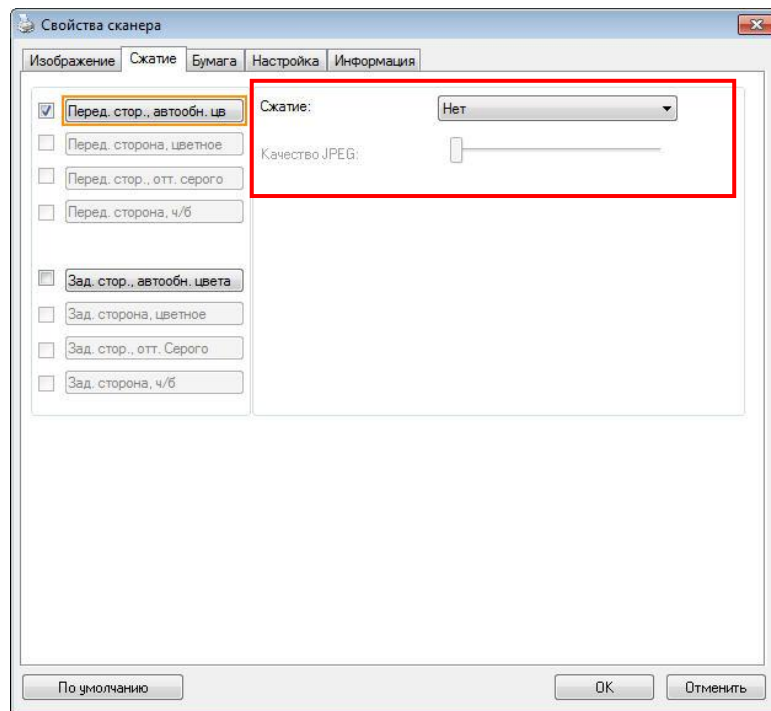 Свойства сканера
Изображение Сжатие Бумага Настройка Информация
Перед. стор., автообн. цв
Перед. сторона, цветное
Перед. стор., отт. серого
Перед. сторона, ч/б
Зад. стор., автообн. цвета
Зад. сторона, цветное
Зад. стор., отт. Серого
Зад. сторона, ч/б
Сжатие: Нет
Качество JPEG:
По умолчанию OK Отменить